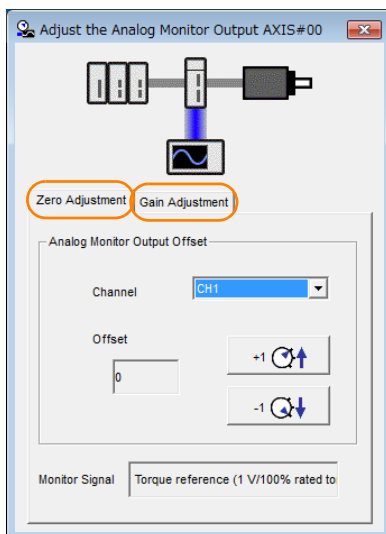 Adjust the Analog Monitor Output AXIS#00
Zero Adjustment Gain Adjustment
Analog Monitor Output Offset
Channel CH1
Offset
0
+1
-1
Monitor Signal Torque reference (1 V/100% rated to